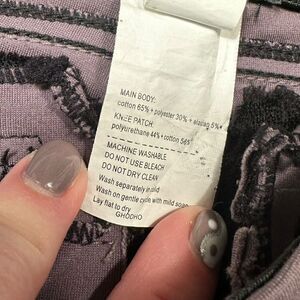 MAIN BODY:
cotton 65%+polyester 30%+elastag 5%
KNEE PATCH
polyurethane 44%+cotton 56%
MACHINE WASHABLE
DO NOT USE BLEACH
DO NOT DRY CLEAN
Wash separately in cold
Wash on gentle cycle with mild soap
Lay flat to dry
GHODHO